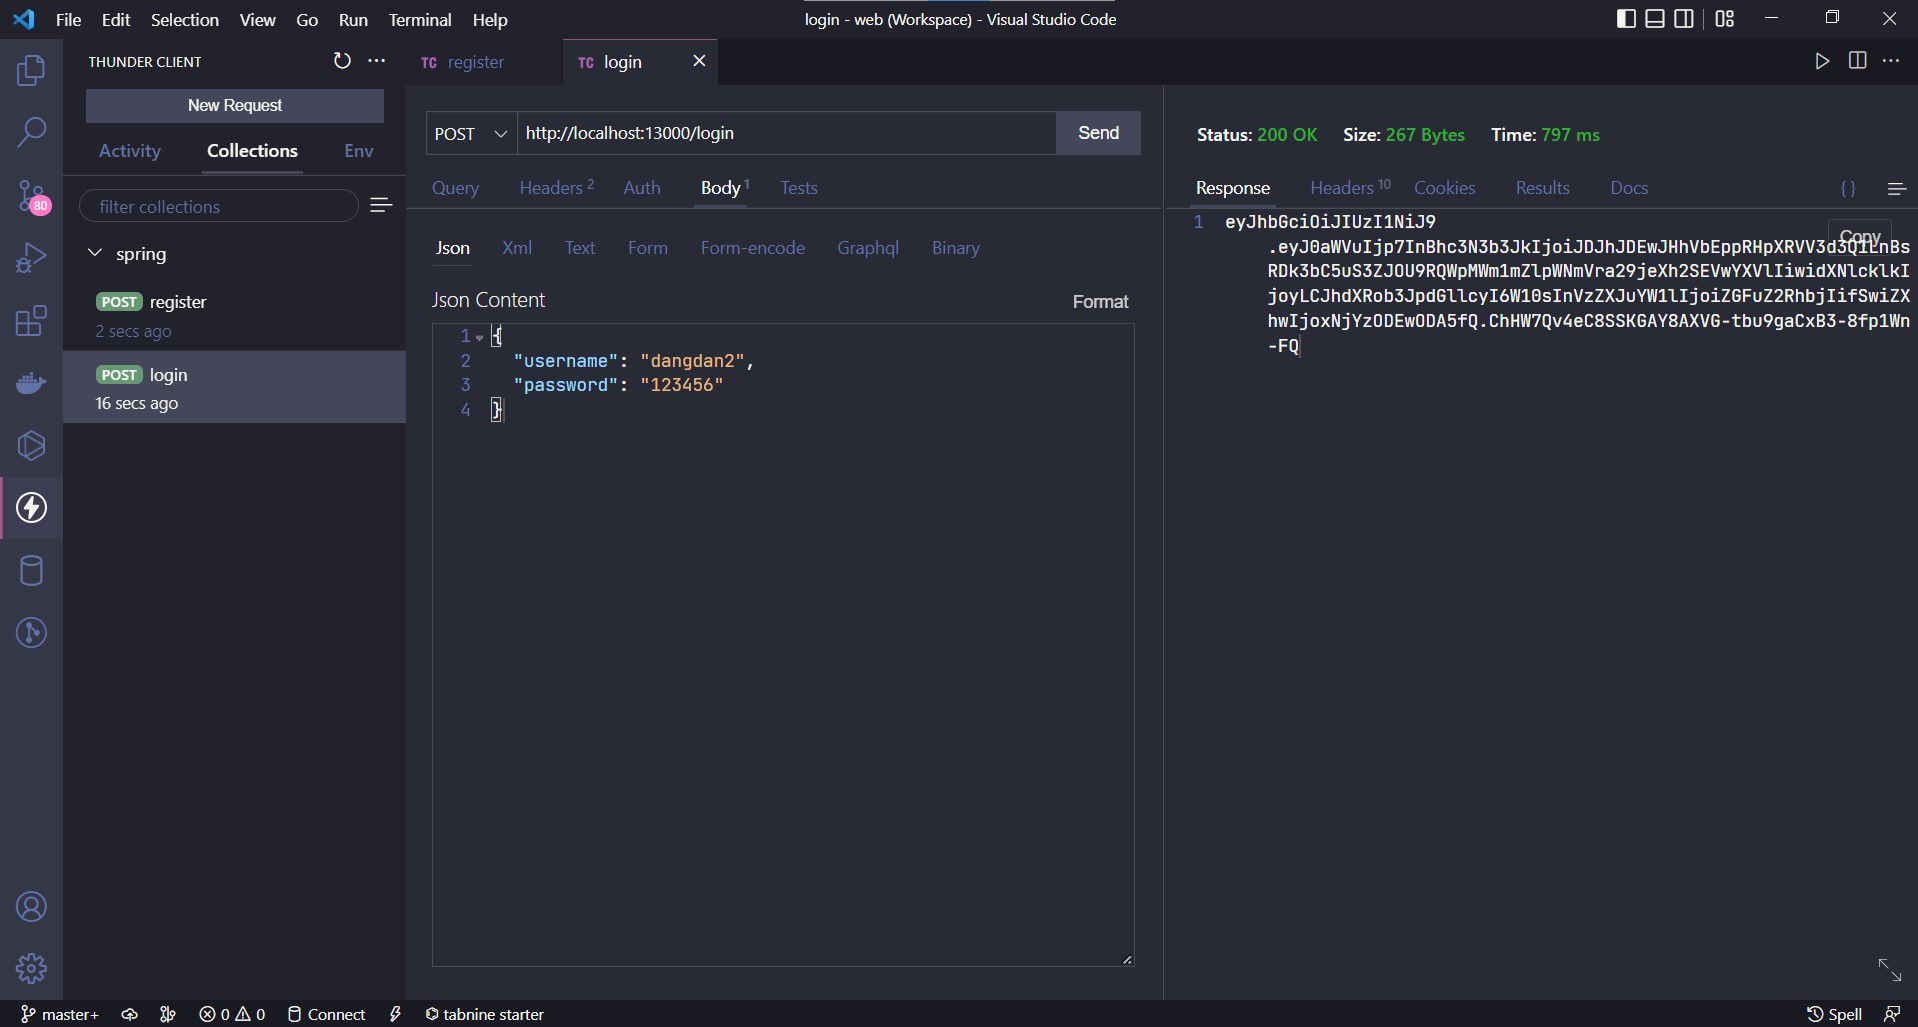 File Edit Selection View Go Run Terminal Help
login - web (Workspace) - Visual Studio Code
THUNDER CLIENT
New Request
Activity Collections Env
filter collections
80
spring
POST register
2 secs ago
POST login
16 secs ago
TC register
TC login
POST http://localhost:13000/login Send
Query Headers 2 Auth Body 1 Tests
Json Xml Text Form Form-encode Graphql Binary
Json Content Format
1 {
2 "username": "dangdan2",
3 "password": "123456"
4 }
Status: 200 OK Size: 267 Bytes Time: 797 ms
Response Headers 10 Cookies Results Docs { }
Copy
1 eyJhbGciOiJIUzI1NiJ9
.eyJ0aWVuIjp7InBhc3N3b3JkIjoiJDJhJDEwJHhVbEppRHpXRVV3d3QILnBs
RDk3bC5uS3ZJOU9RQWpMWm1mZlpWNmVra29jeXh2SEVwYXVlIiwidXNlcklkI
joyLCJhdXRob3JpdGllcyI6W10sInVzZXJuYW1lIjoiZGFuZ2RhbjIifSwiZX
hwIjoxNjYzODEwODA5fQ.ChHW7Qv4eC8SSKGAY8AXVG-tbu9gaCxB3-8fp1Wn
-FQ
master+ 0 0 Connect tabnine starter Spell